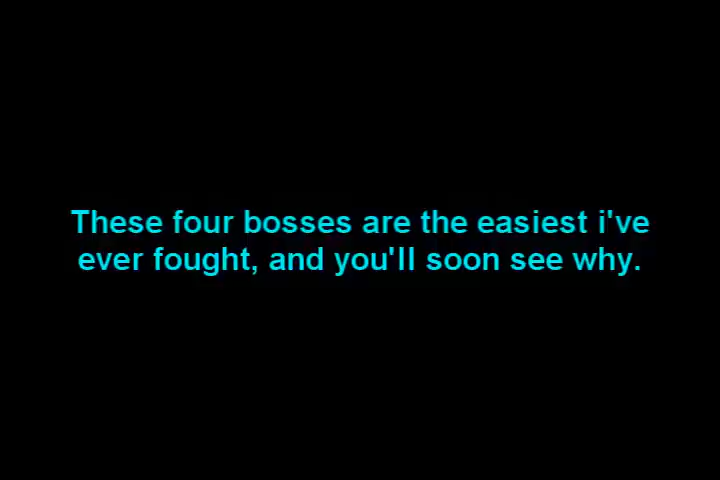 These four bosses are the easiest i've
ever fought, and you'll soon see why.